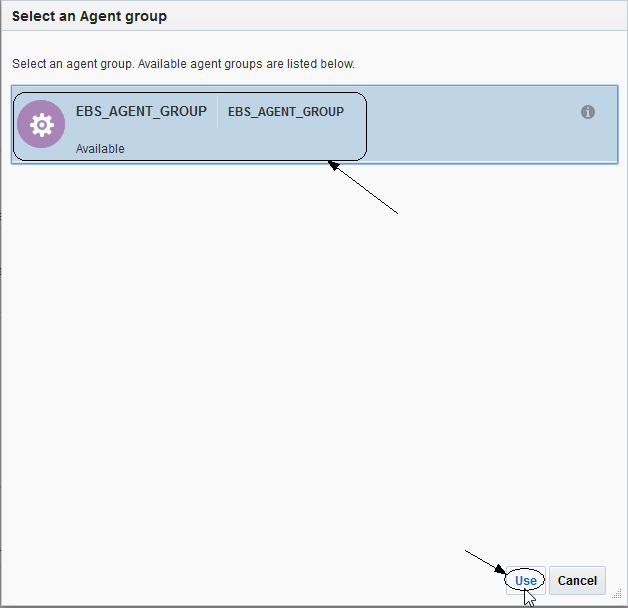 Select an Agent group
Select an agent group. Available agent groups are listed below.
EBS_AGENT_GROUP EBS_AGENT_GROUP
Available
Use Cancel